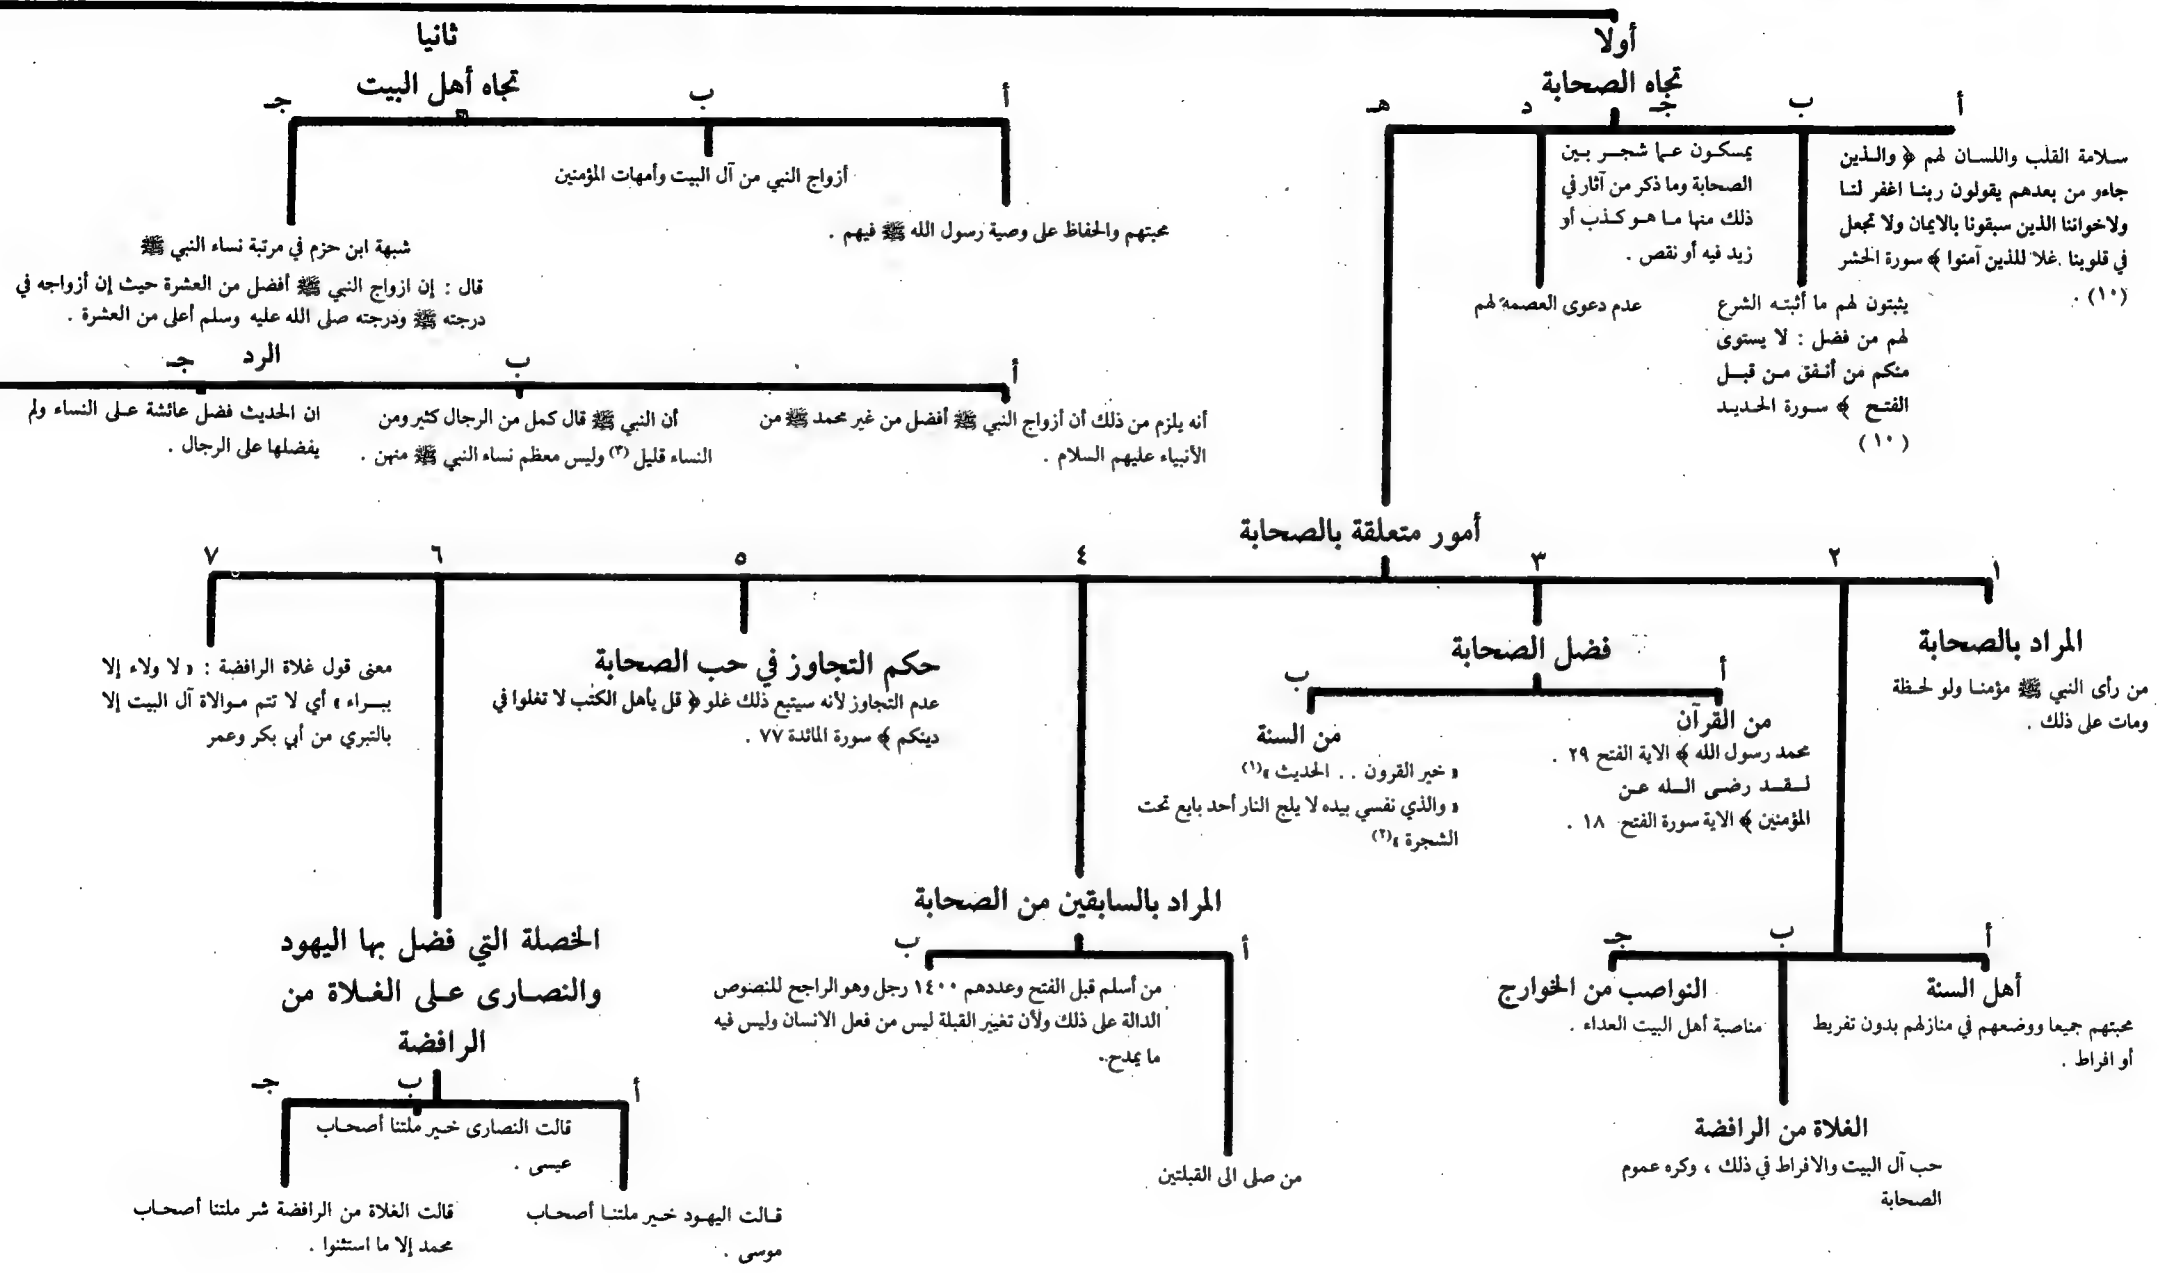 أولا
تجاه الصحابة
أ
ب
جـ
د
هـ
سلامة القلب واللسان لهم ﴿ والذين
جاءو من بعدهم يقولون ربنا اغفر لنا
ولاخواننا الذين سبقونا بالايمان ولا تجعل
في قلوبنا غلا للذين آمنوا ﴾ سورة الحشر
(١٠) .
يثبتون لهم ما أثبته الشرع
لهم من فضل : لا يستوى
منكم من أنفق من قبل
الفتح ﴾ سورة الحديد
(١٠)
يمسكون عما شجر بين
الصحابة وما ذكر من آثار في
ذلك منها ما هو كذب أو
زيد فيه أو نقص .
عدم دعوى العصمة لهم
ثانيا
تجاه أهل البيت
أ
ب
جـ
محبتهم والحفاظ على وصية رسول الله ﷺ فيهم .
أزواج النبي من آل البيت وأمهات المؤمنين
شبهة ابن حزم في مرتبة نساء النبي ﷺ
قال : إن ازواج النبي ﷺ أفضل من العشرة حيث إن أزواجه في
درجته ﷺ ودرجته صلى الله عليه وسلم أعلى من العشرة .
الرد
أ
ب
جـ
أنه يلزم من ذلك أن أزواج النبي ﷺ أفضل من غير محمد ﷺ من
الأنبياء عليهم السلام .
أن النبي ﷺ قال كمل من الرجال كثير ومن
النساء قليل (٣) وليس معظم نساء النبي ﷺ منهن .
ان الحديث فضل عائشة على النساء ولم
يفضلها على الرجال .
أمور متعلقة بالصحابة
١
٢
٣
٤
٥
٦
٧
المراد بالصحابة
من رأى النبي ﷺ مؤمنا ولو لحظة
ومات على ذلك .
أ
ب
جـ
أهل السنة
محبتهم جميعا ووضعهم في منازلهم بدون تفريط
أو افراط .
الغلاة من الرافضة
حب آل البيت والافراط في ذلك ، وكره عموم
الصحابة
النواصب من الخوارج
مناصبة أهل البيت العداء .
فضل الصحابة
أ
ب
من القرآن
محمد رسول الله ﴾ الاية الفتح ٢٩ .
لقد رضى الله عن
المؤمنين ﴾ الاية سورة الفتح ١٨ .
من السنة
« خير القرون . . الحديث »(١)
« والذي نفسي بيده لا يلج النار أحد بايع تحت
الشجرة »(٢)
المراد بالسابقين من الصحابة
أ
ب
من صلى الى القبلتين
من أسلم قبل الفتح وعددهم ١٤٠٠ رجل وهو الراجح للنصوص
الدالة على ذلك ولأن تغيير القبلة ليس من فعل الانسان وليس فيه
ما يمدح .
حكم التجاوز في حب الصحابة
عدم التجاوز لأنه سيتبع ذلك غلو ﴿ قل يأهل الكتب لا تغلوا في
دينكم ﴾ سورة المائدة ٧٧ .
الخصلة التي فضل بها اليهود
والنصارى على الغلاة من
الرافضة
أ
ب
جـ
قالت اليهود خير ملتنا أصحاب
موسى .
قالت النصارى خير ملتنا أصحاب
عيسى .
قالت الغلاة من الرافضة شر ملتنا أصحاب
محمد إلا ما استثنوا .
معنى قول غلاة الرافضة : « لا ولاء إلا
ببراء » أي لا تتم موالاة آل البيت إلا
بالتبري من أبي بكر وعمر